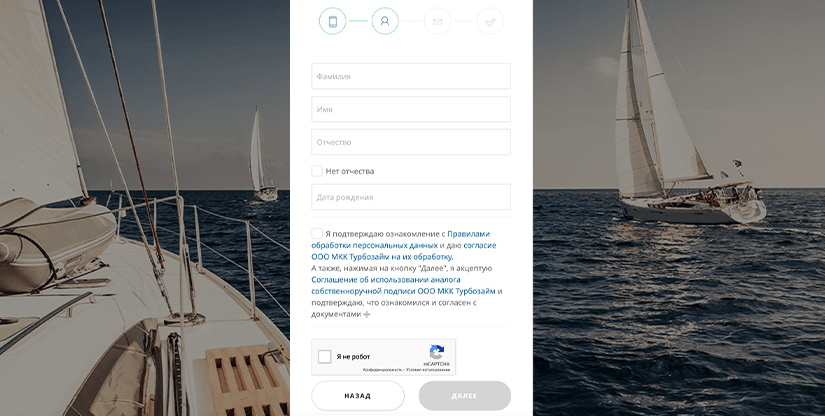 Фамилия
Имя
Отчество
Нет отчества
Дата рождения
Я подтверждаю ознакомление с Правилами
обработки персональных данных и даю согласие
ООО МКК Турбозайм на их обработку.
А также, нажимая на кнопку "Далее", я акцептую
Соглашение об использовании аналога
собственноручной подписи ООО МКК Турбозайм и
подтверждаю, что ознакомился и согласен с
документами
Я не робот
reCAPTCHA
Конфиденциальность - Условия использования
НАЗАД
ДАЛЕЕ